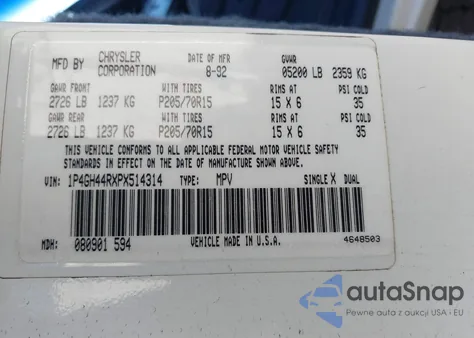 MFD BY CHRYSLER CORPORATION DATE OF MFR 8-92 GVWR 05200 LB 2359 KG
GAWR FRONT WITH TIRES RIMS AT PSI COLD
2726 LB 1237 KG P205/70R15 15 X 6 35
GAWR REAR WITH TIRES RIMS AT PSI COLD
2726 LB 1237 KG P205/70R15 15 X 6 35
THIS VEHICLE CONFORMS TO ALL APPLICABLE FEDERAL MOTOR VEHICLE SAFETY
STANDARDS IN EFFECT ON THE DATE OF MANUFACTURE SHOWN ABOVE.
VIN: 1P4GH44RXPX514314 TYPE: MPV SINGLE X DUAL
MDH: 080901 594 VEHICLE MADE IN U.S.A. 4648503
autoSnap
Pewne auta z aukcji USA i EU